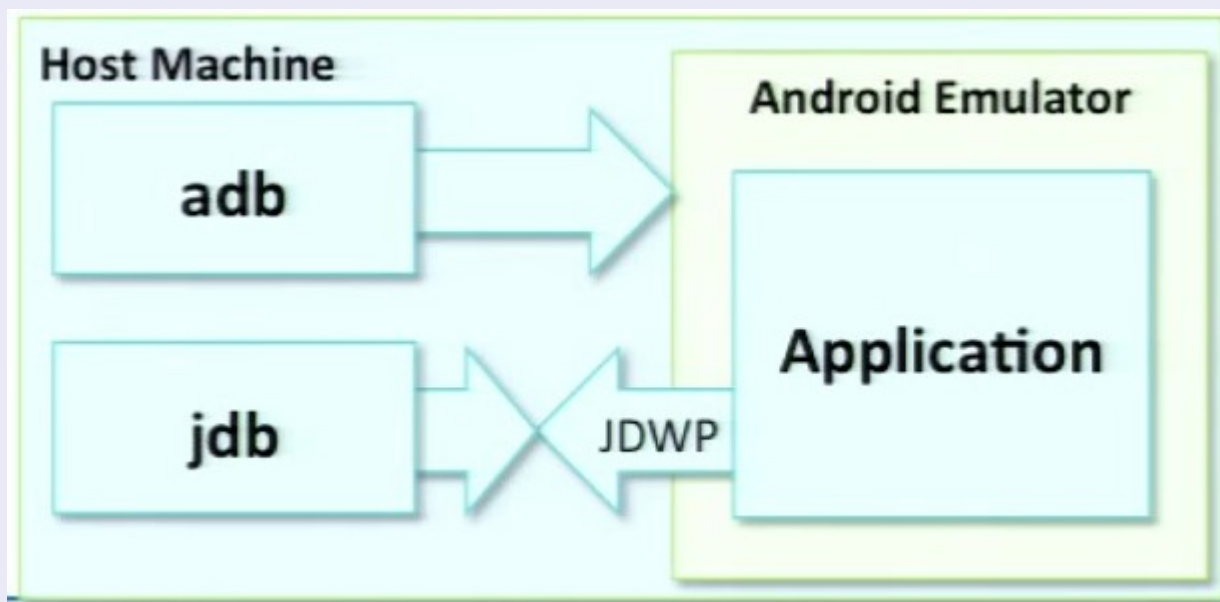 Host Machine
Android Emulator
adb
Application
jdb
JDWP